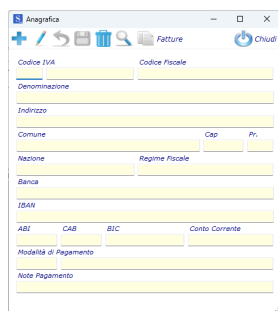 S Anagrafica
Fatture Chiudi
Codice IVA Codice Fiscale
Denominazione
Indirizzo
Comune Cap Pr.
Nazione Regime Fiscale
Banca
IBAN
ABI CAB BIC Conto Corrente
Modalità di Pagamento
Note Pagamento